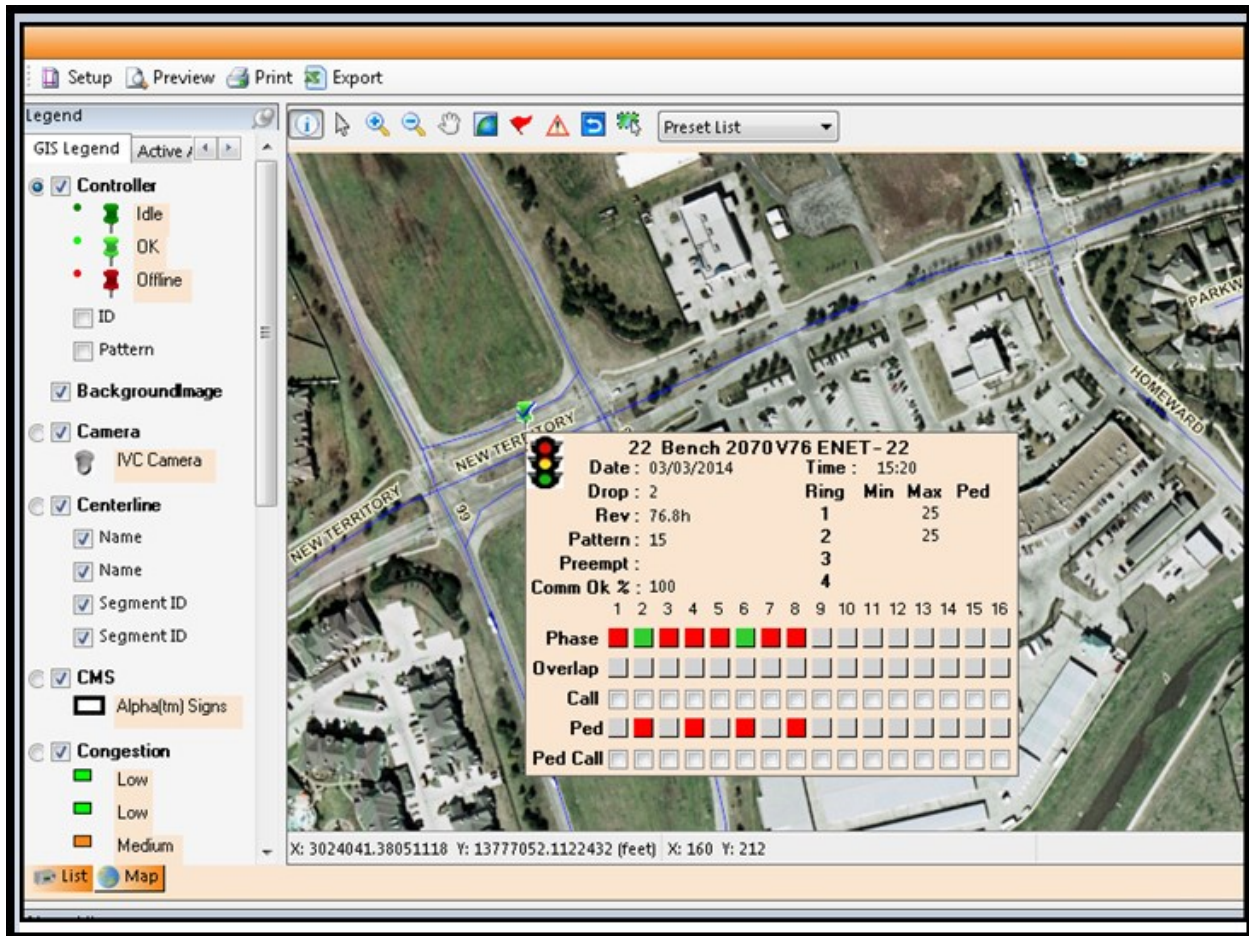 Setup Preview Print Export
Legend
GIS Legend Active
Preset List
Controller
Idle
OK
Offline
ID
Pattern
BackgroundImage
Camera
IVC Camera
Centerline
Name
Name
Segment ID
Segment ID
CMS
Alpha(tm) Signs
Congestion
Low
Low
Medium
List Map
PARKW
HOMEWARD
NEW TERRITORY
NEW TERRITORY
99
22 Bench 2070 V76 ENET - 22
Date : 03/03/2014 Time : 15:20
Drop : 2 Ring Min Max Ped
Rev : 76.8h 1 25
Pattern : 15 2 25
Preempt : 3
Comm Ok % : 100 4
1 2 3 4 5 6 7 8 9 10 11 12 13 14 15 16
Phase
Overlap
Call
Ped
Ped Call
X: 3024041.38051118 Y: 13777052.1122432 (feet) X: 160 Y: 212